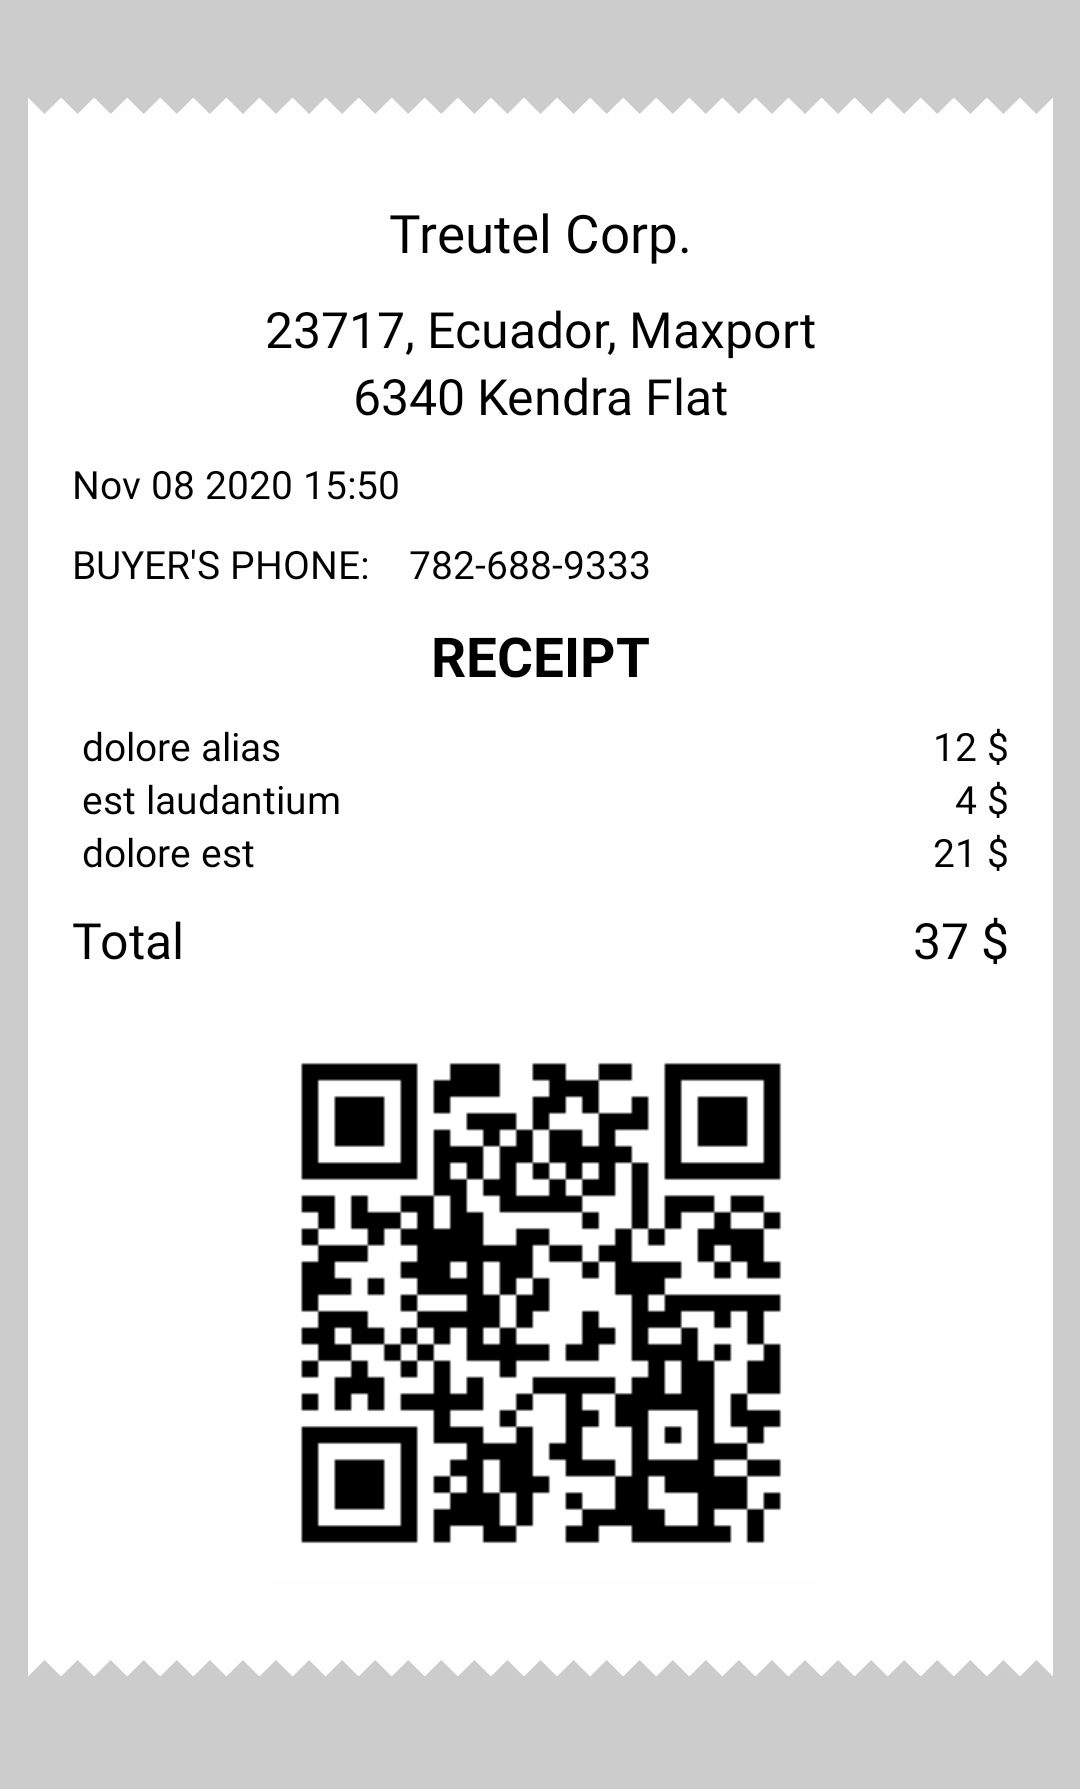 Treutel Corp.
23717, Ecuador, Maxport
6340 Kendra Flat
Nov 08 2020 15:50
BUYER'S PHONE: 782-688-9333
RECEIPT
dolore alias 12 $
est laudantium 4 $
dolore est 21 $
Total 37 $